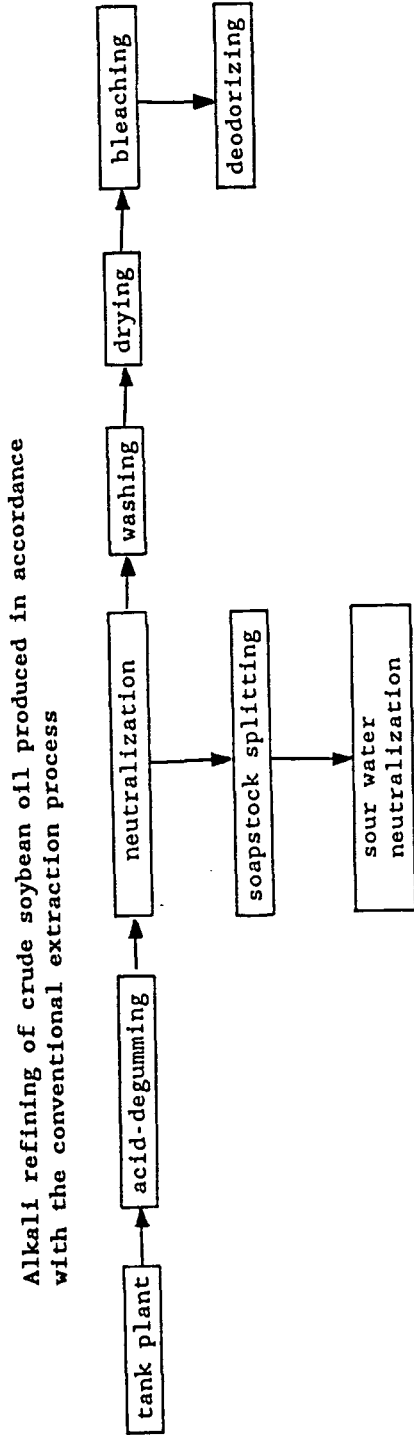 Alkali refining of crude soybean oil produced in accordance
with the conventional extraction process
tank plant
acid-degumming
neutralization
washing
drying
bleaching
deodorizing
soapstock splitting
sour water
neutralization